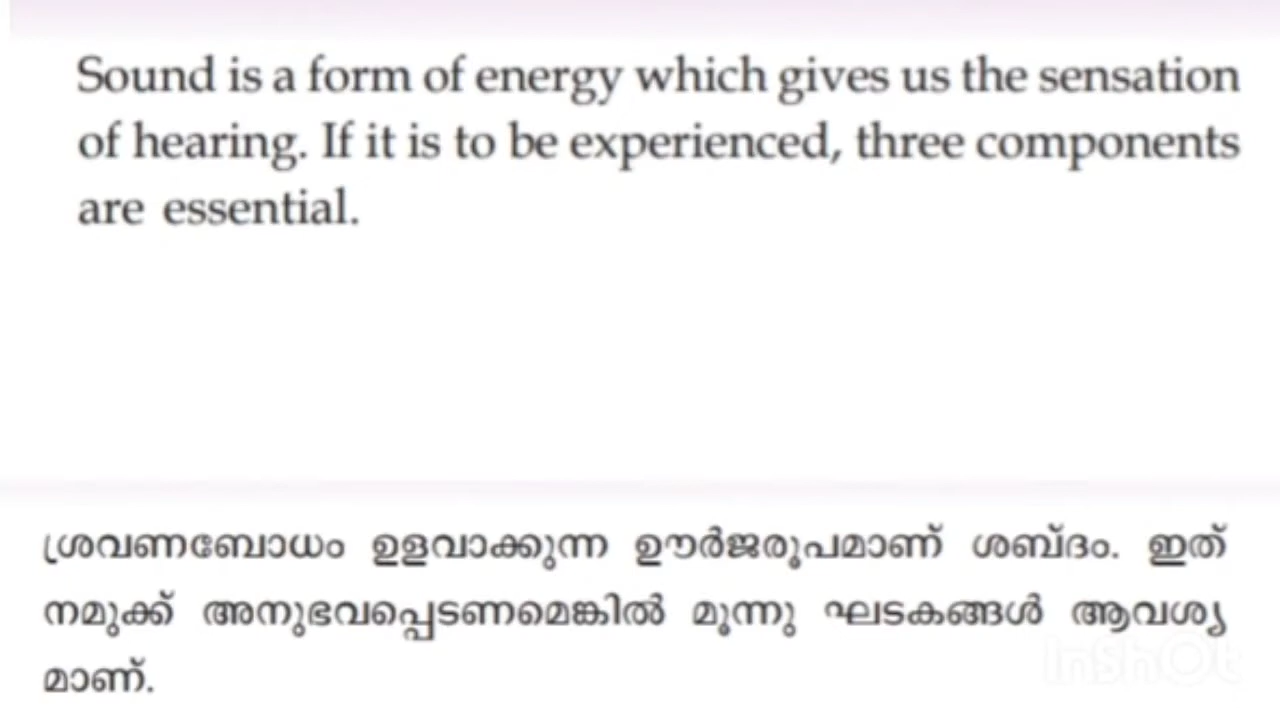 Sound is a form of energy which gives us the sensation
of hearing. If it is to be experienced, three components
are essential.
ശ്രവണബോധം ഉളവാക്കുന്ന ഊർജരൂപമാണ് ശബ്ദം. ഇത്
നമുക്ക് അനുഭവപ്പെടണമെങ്കിൽ മൂന്നു ഘടകങ്ങൾ ആവശ്യ
മാണ്.
InShOt